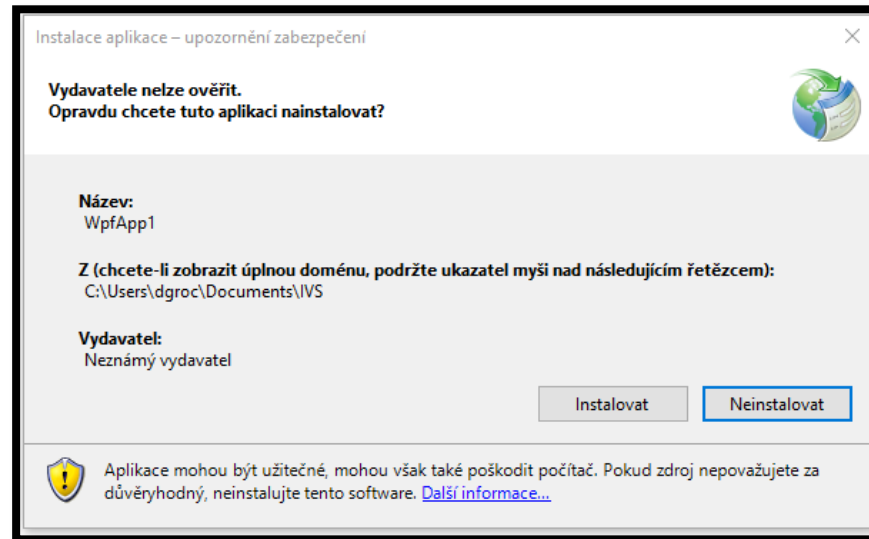 Instalace aplikace – upozornění zabezpečení
Vydavatele nelze ověřit.
Opravdu chcete tuto aplikaci nainstalovat?
Název:
WpfApp1
Z (chcete-li zobrazit úplnou doménu, podržte ukazatel myši nad následujícím řetězcem):
C:\Users\dgroc\Documents\IVS
Vydavatel:
Neznámý vydavatel
Instalovat
Neinstalovat
Aplikace mohou být užitečné, mohou však také poškodit počítač. Pokud zdroj nepovažujete za
důvěryhodný, neinstalujte tento software. Další informace...